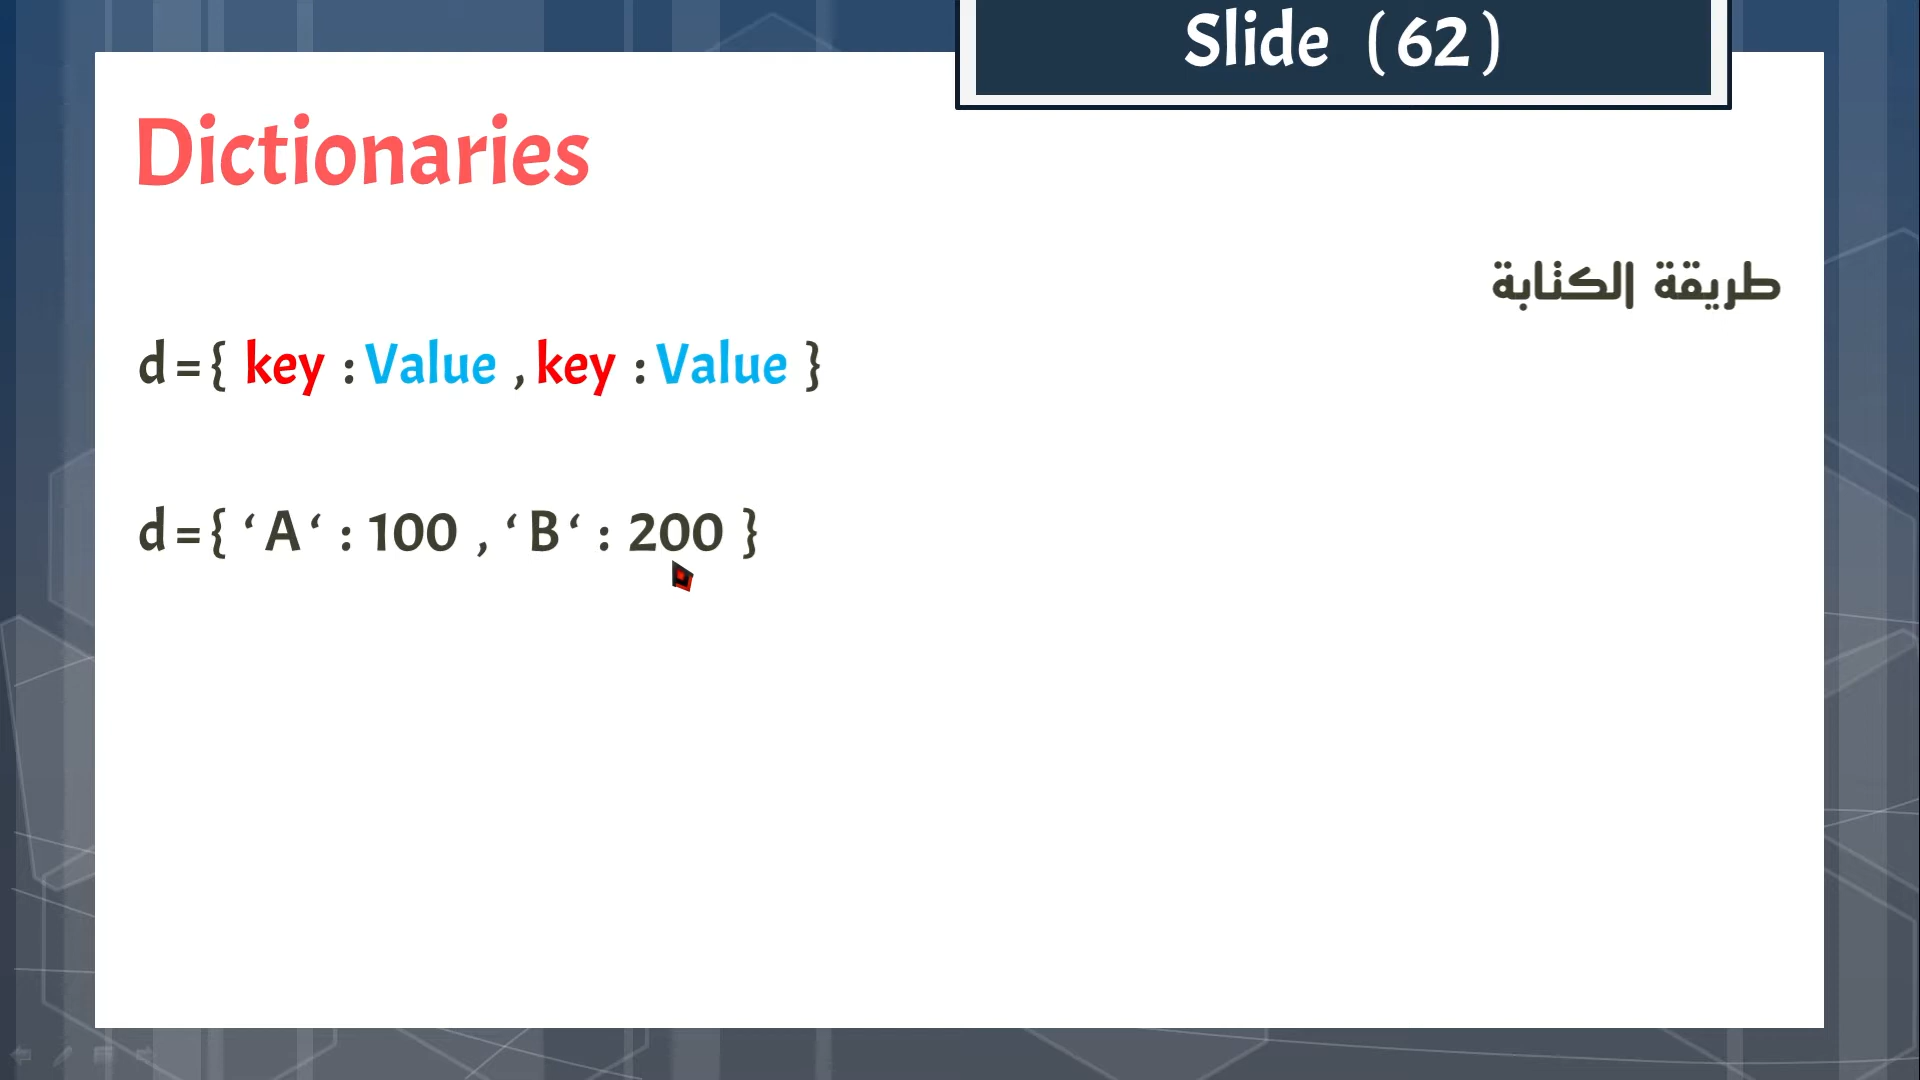 Slide (62)
Dictionaries
طريقة الكتابة
d={ key :Value ,key :Value }
d={ ‘A‘ : 100 , ‘B‘ : 200 }